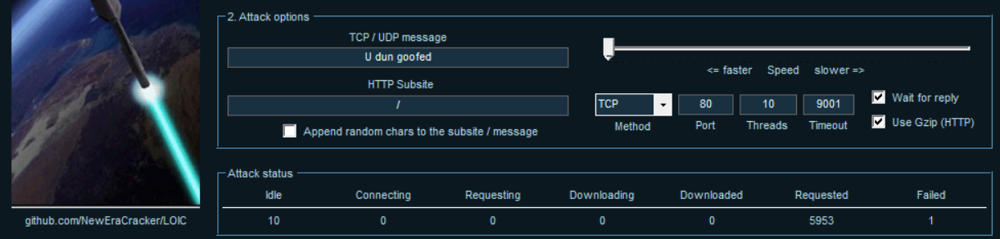 2. Attack options
TCP / UDP message
U dun goofed
<= faster Speed slower =>
HTTP Subsite
/
TCP 80 10 9001 Wait for reply
Method Port Threads Timeout Use Gzip (HTTP)
Append random chars to the subsite / message
Attack status
Idle Connecting Requesting Downloading Downloaded Requested Failed
10 0 0 0 0 5953 1
github.com/NewEraCracker/LOIC